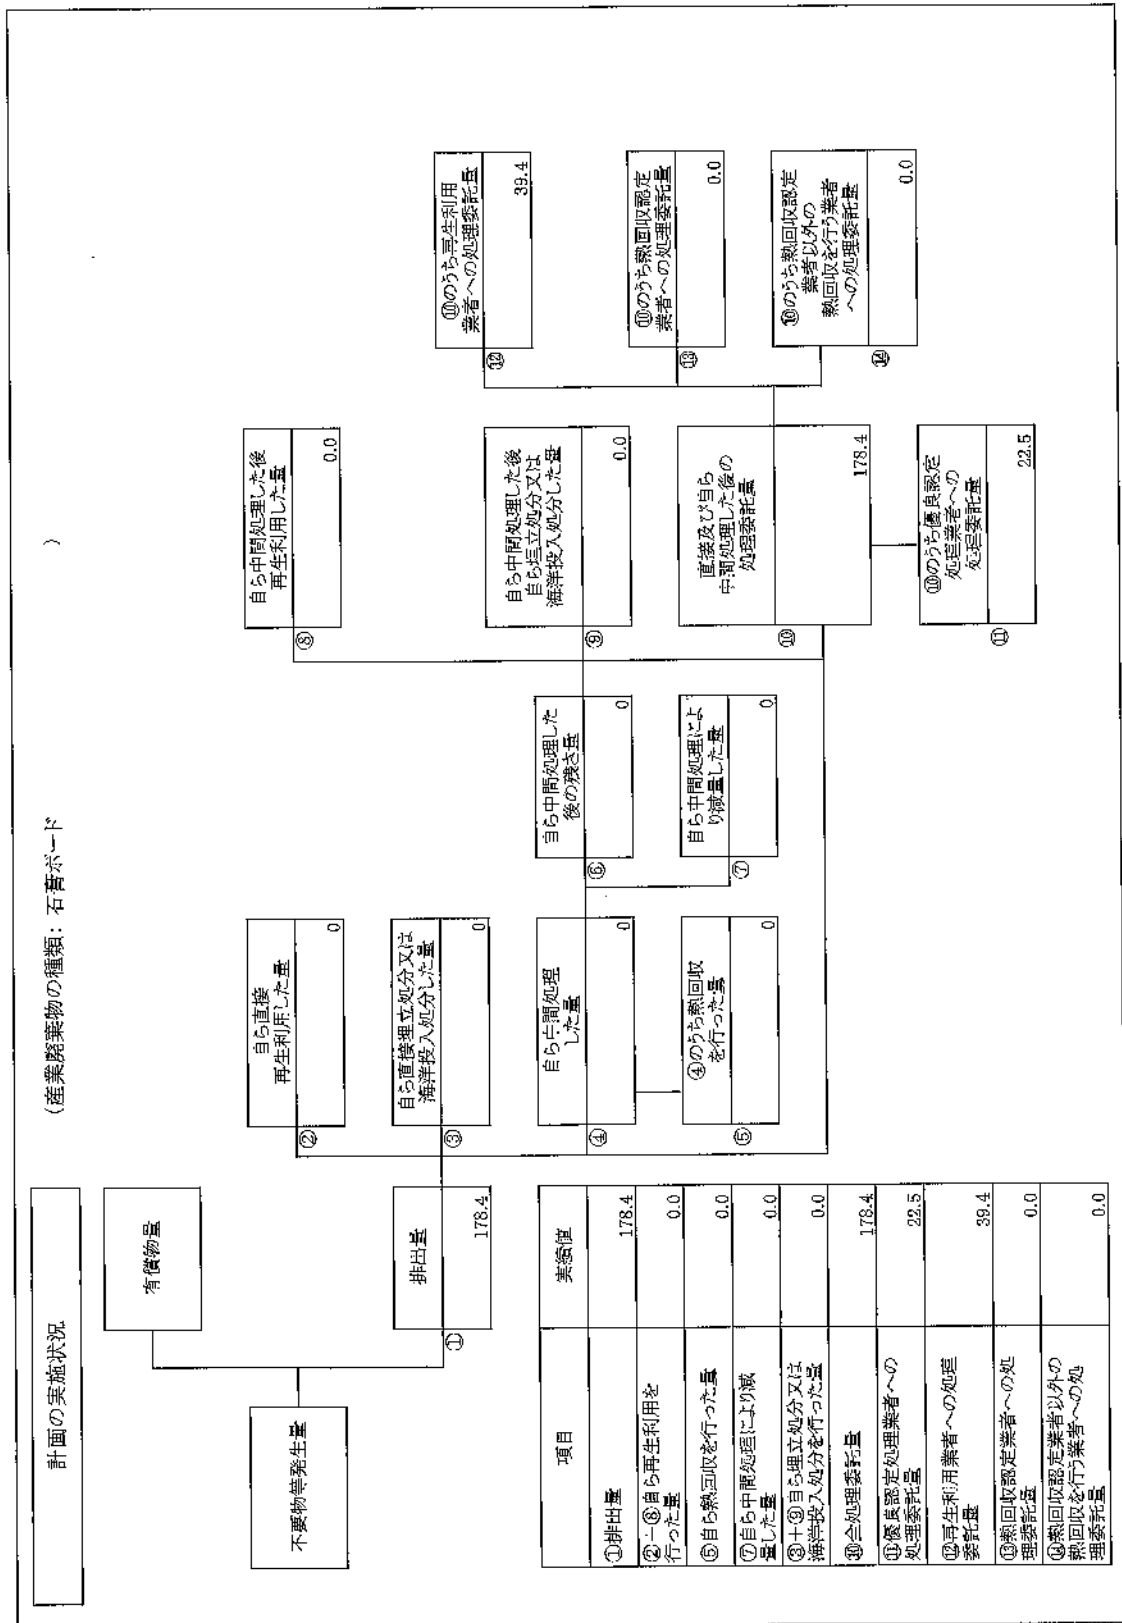 計画の実施状況
(産業廃棄物の種類: 石膏ボード
)
不要物等発生量
有償物量
①
排出量
178.4
②
自ら直接
再生利用した量
0
③
自ら直接埋立処分又は
海洋投入処分した量
0
④
自ら中間処理
した量
0
⑤
④のうち熱回収
を行った量
0
⑥
自ら中間処理した
後の残さ量
0
⑦
自ら中間処理によ
り減量した量
0
⑧
自ら中間処理した後
再生利用した量
0.0
⑨
自ら中間処理した後
自ら埋立処分又は
海洋投入処分した量
0.0
⑩
直接及び自ら
中間処理した後の
処理委託量
178.4
⑪
⑩のうち優良認定
処理業者への
処理委託量
22.5
⑫
⑩のうち再生利用
業者への処理委託量
39.4
⑬
⑩のうち熱回収認定
業者への処理委託量
0.0
⑭
⑩のうち熱回収認定
業者以外の
熱回収を行う業者
への処理委託量
0.0
項目 実績値
①排出量 178.4
②+⑧自ら再生利用を
行った量 0.0
⑤自ら熱回収を行った量 0.0
⑦自ら中間処理により減
量した量 0.0
③+⑨自ら埋立処分又は
海洋投入処分を行った量 0.0
⑩全処理委託量 178.4
⑪優良認定処理業者への
処理委託量 22.5
⑫再生利用業者への処理
委託量 39.4
⑬熱回収認定業者への処
理委託量 0.0
⑭熱回収認定業者以外の
熱回収を行う業者への処
理委託量 0.0